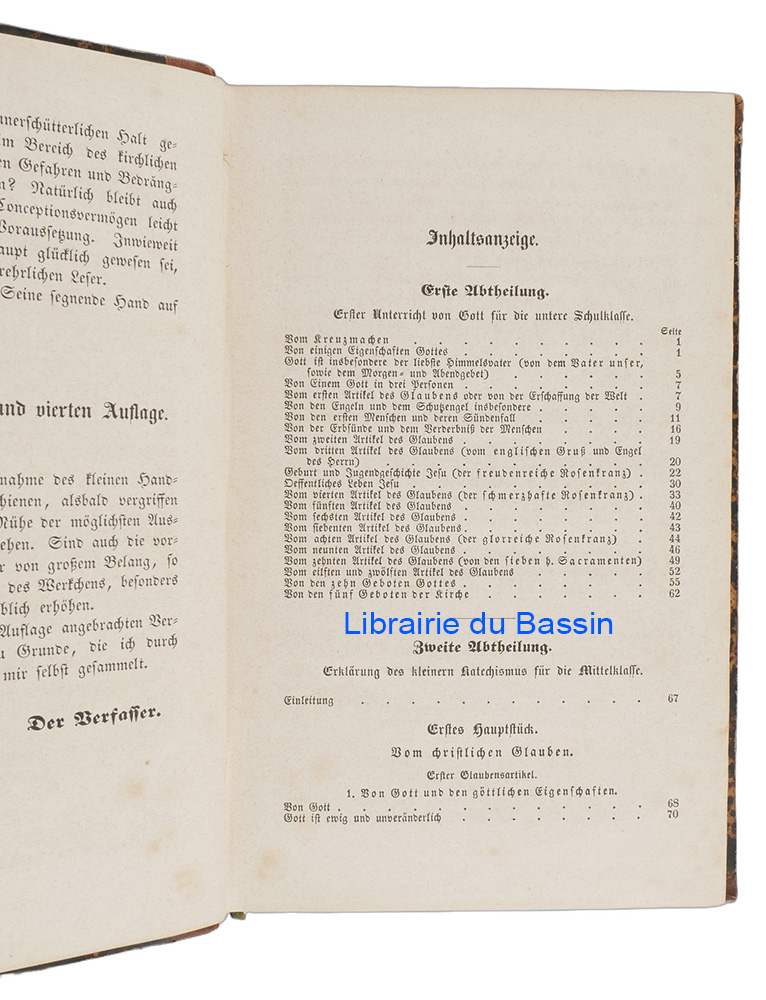 unerschütterlichen Halt ge-
im Bereich des kirchlichen
en Gefahren und Bedräng-
n? Natürlich bleibt auch
Conceptionsvermögen leicht
Voraussetzung. Inwieweit
aupt glücklich gewesen sei,
rehrlichen Leser.
Seine segnende Hand auf
und vierten Auflage.
nahme des kleinen Hand-
chienen, alsbald vergriffen
Mühe der möglichsten Aus-
ehen. Sind auch die vor-
r von großem Belang, so
des Werkchens, besonders
blich erhöhen.
Auflage angebrachten Ver-
u Grunde, die ich durch
mir selbst gesammelt.
Der Verfasser.
Inhaltsanzeige.
Erste Abtheilung.
Erster Unterricht von Gott für die untere Schulklasse.
Seite
Vom Kreuzmachen . . . . . . . . . 1
Von einigen Eigenschaften Gottes . . . . . . . 1
Gott ist insbesondere der liebste Himmelsvater (von dem Vater unser,
sowie dem Morgen- und Abendgebet) . . . . . . 5
Von Einem Gott in drei Personen . . . . . . . 7
Vom ersten Artikel des Glaubens oder von der Erschaffung der Welt . 7
Von den Engeln und dem Schutzengel insbesondere . . . . 9
Von den ersten Menschen und deren Sündenfall . . . . 11
Von der Erbsünde und dem Verderbniß der Menschen . . . . 16
Vom zweiten Artikel des Glaubens . . . . . . . 19
Vom dritten Artikel des Glaubens (vom englischen Gruß und Engel
des Herrn) . . . . . . . . . 20
Geburt und Jugendgeschichte Jesu (der freudenreiche Rosenkranz) . 22
Oeffentliches Leben Jesu . . . . . . . . 30
Vom vierten Artikel des Glaubens (der schmerzhafte Rosenkranz) . 33
Vom fünften Artikel des Glaubens . . . . . . . 40
Vom sechsten Artikel des Glaubens . . . . . . . 42
Vom siebenten Artikel des Glaubens . . . . . . 43
Vom achten Artikel des Glaubens (der glorreiche Rosenkranz) . . 44
Vom neunten Artikel des Glaubens . . . . . . . 46
Vom zehnten Artikel des Glaubens (von den sieben h. Sacramenten) 49
Vom eilften und zwölften Artikel des Glaubens . . . . . 52
Von den zehn Geboten Gottes . . . . . . . 55
Von den fünf Geboten der Kirche . . . . . . . 62
Librairie du Bassin
Zweite Abtheilung.
Erklärung des kleinern Katechismus für die Mittelklasse.
Einleitung . . . . . . . . . . . 67
Erstes Hauptstück.
Vom christlichen Glauben.
Erster Glaubensartikel.
1. Von Gott und den göttlichen Eigenschaften.
Von Gott . . . . . . . . . . . 68
Gott ist ewig und unveränderlich . . . . . . . 70